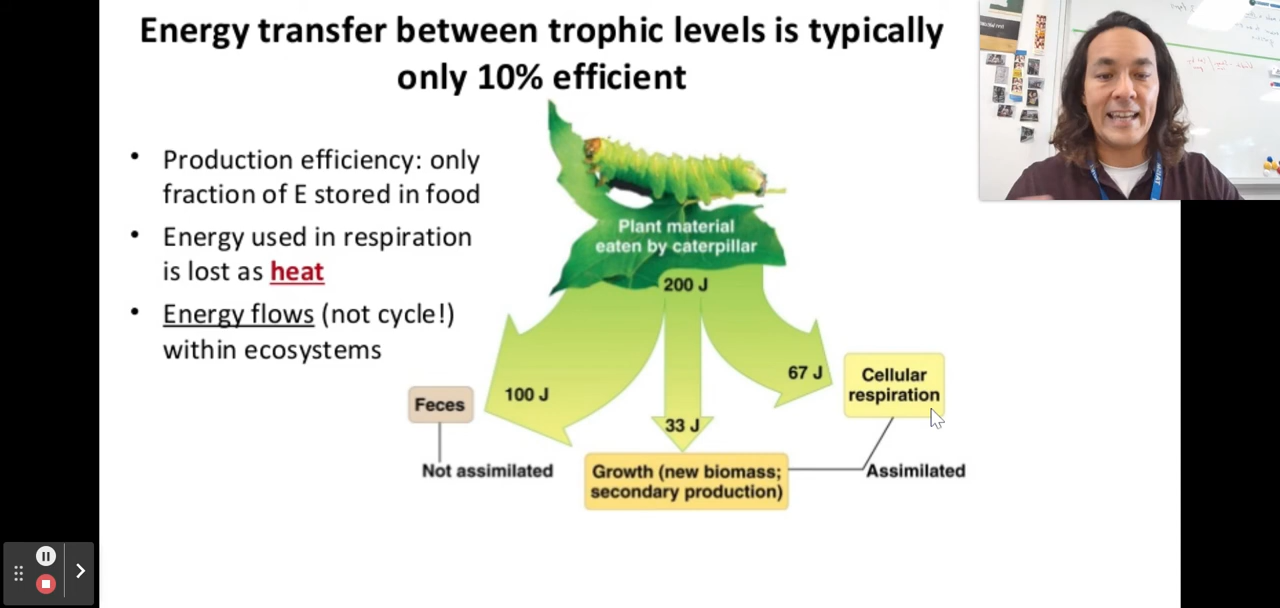 Energy transfer between trophic levels is typically
only 10% efficient
• Production efficiency: only
fraction of E stored in food
• Energy used in respiration
is lost as heat
• Energy flows (not cycle!)
within ecosystems
Plant material
eaten by caterpillar
200 J
100 J
33 J
67 J
Feces
Not assimilated
Growth (new biomass;
secondary production)
Cellular
respiration
Assimilated